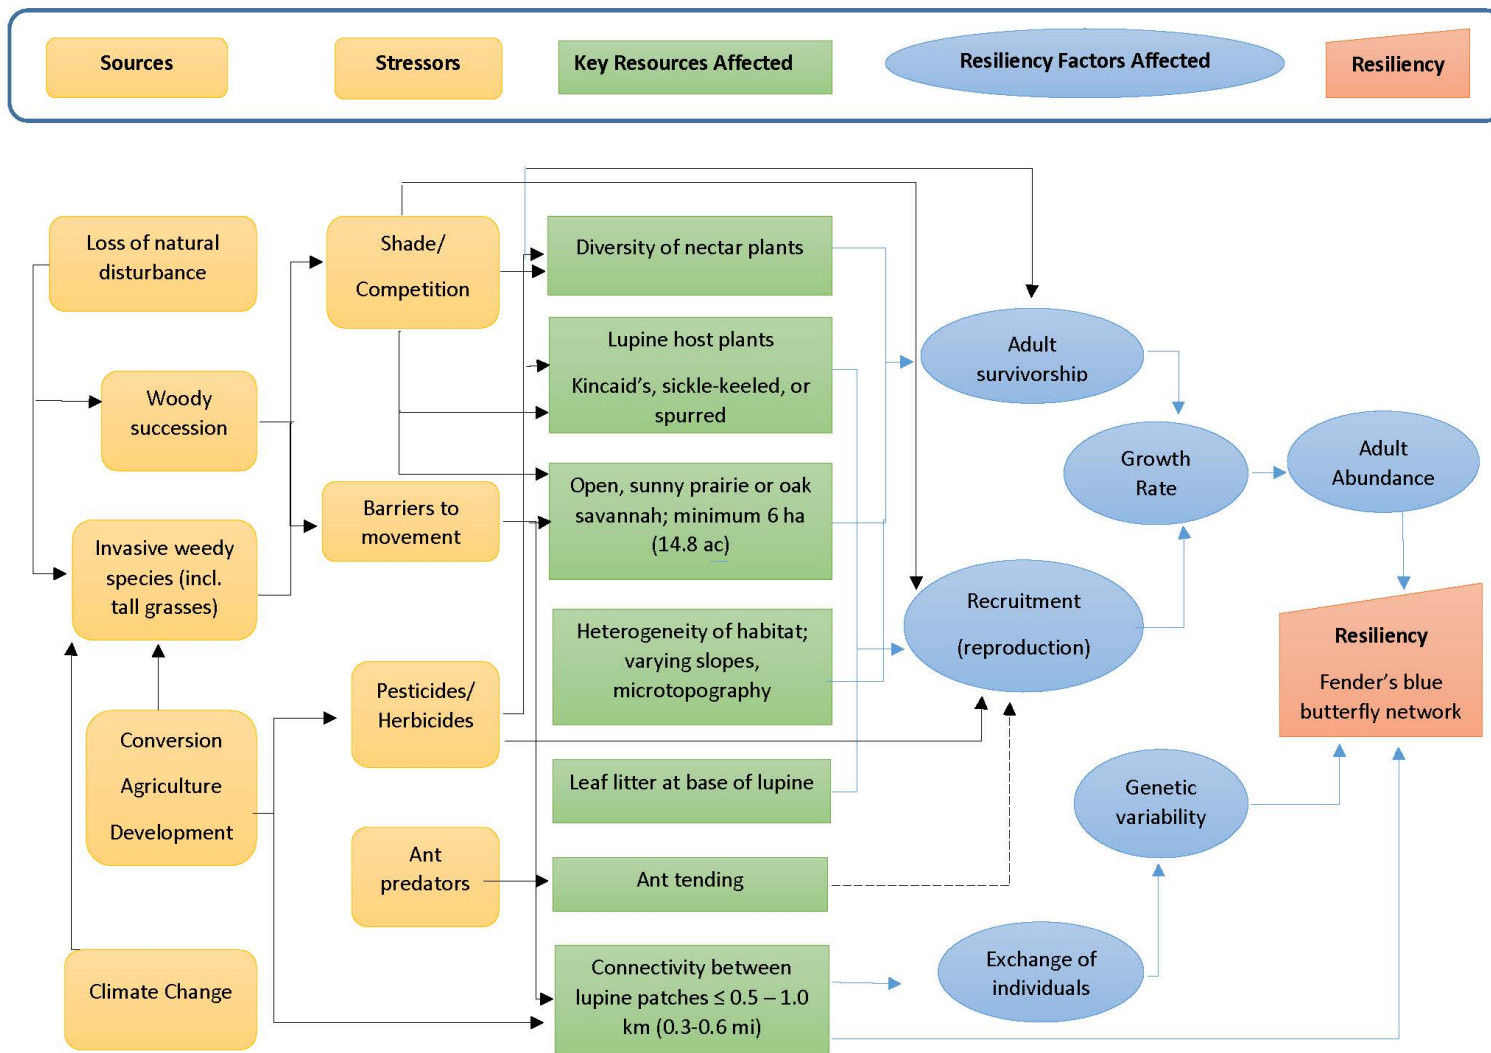 Sources
Stressors
Key Resources Affected
Resiliency Factors Affected
Resiliency
Loss of natural
disturbance
Woody
succession
Invasive weedy
species (incl.
tall grasses)
Conversion
Agriculture
Development
Climate Change
Shade/
Competition
Barriers to
movement
Pesticides/
Herbicides
Ant
predators
Diversity of nectar plants
Lupine host plants
Kincaid's, sickle-keeled, or
spurred
Open, sunny prairie or oak
savannah; minimum 6 ha
(14.8 ac)
Heterogeneity of habitat;
varying slopes,
microtopography
Leaf litter at base of lupine
Ant tending
Connectivity between
lupine patches ≤ 0.5 – 1.0
km (0.3-0.6 mi)
Adult
survivorship
Recruitment
(reproduction)
Exchange of
individuals
Growth
Rate
Genetic
variability
Adult
Abundance
Resiliency
Fender's blue
butterfly network